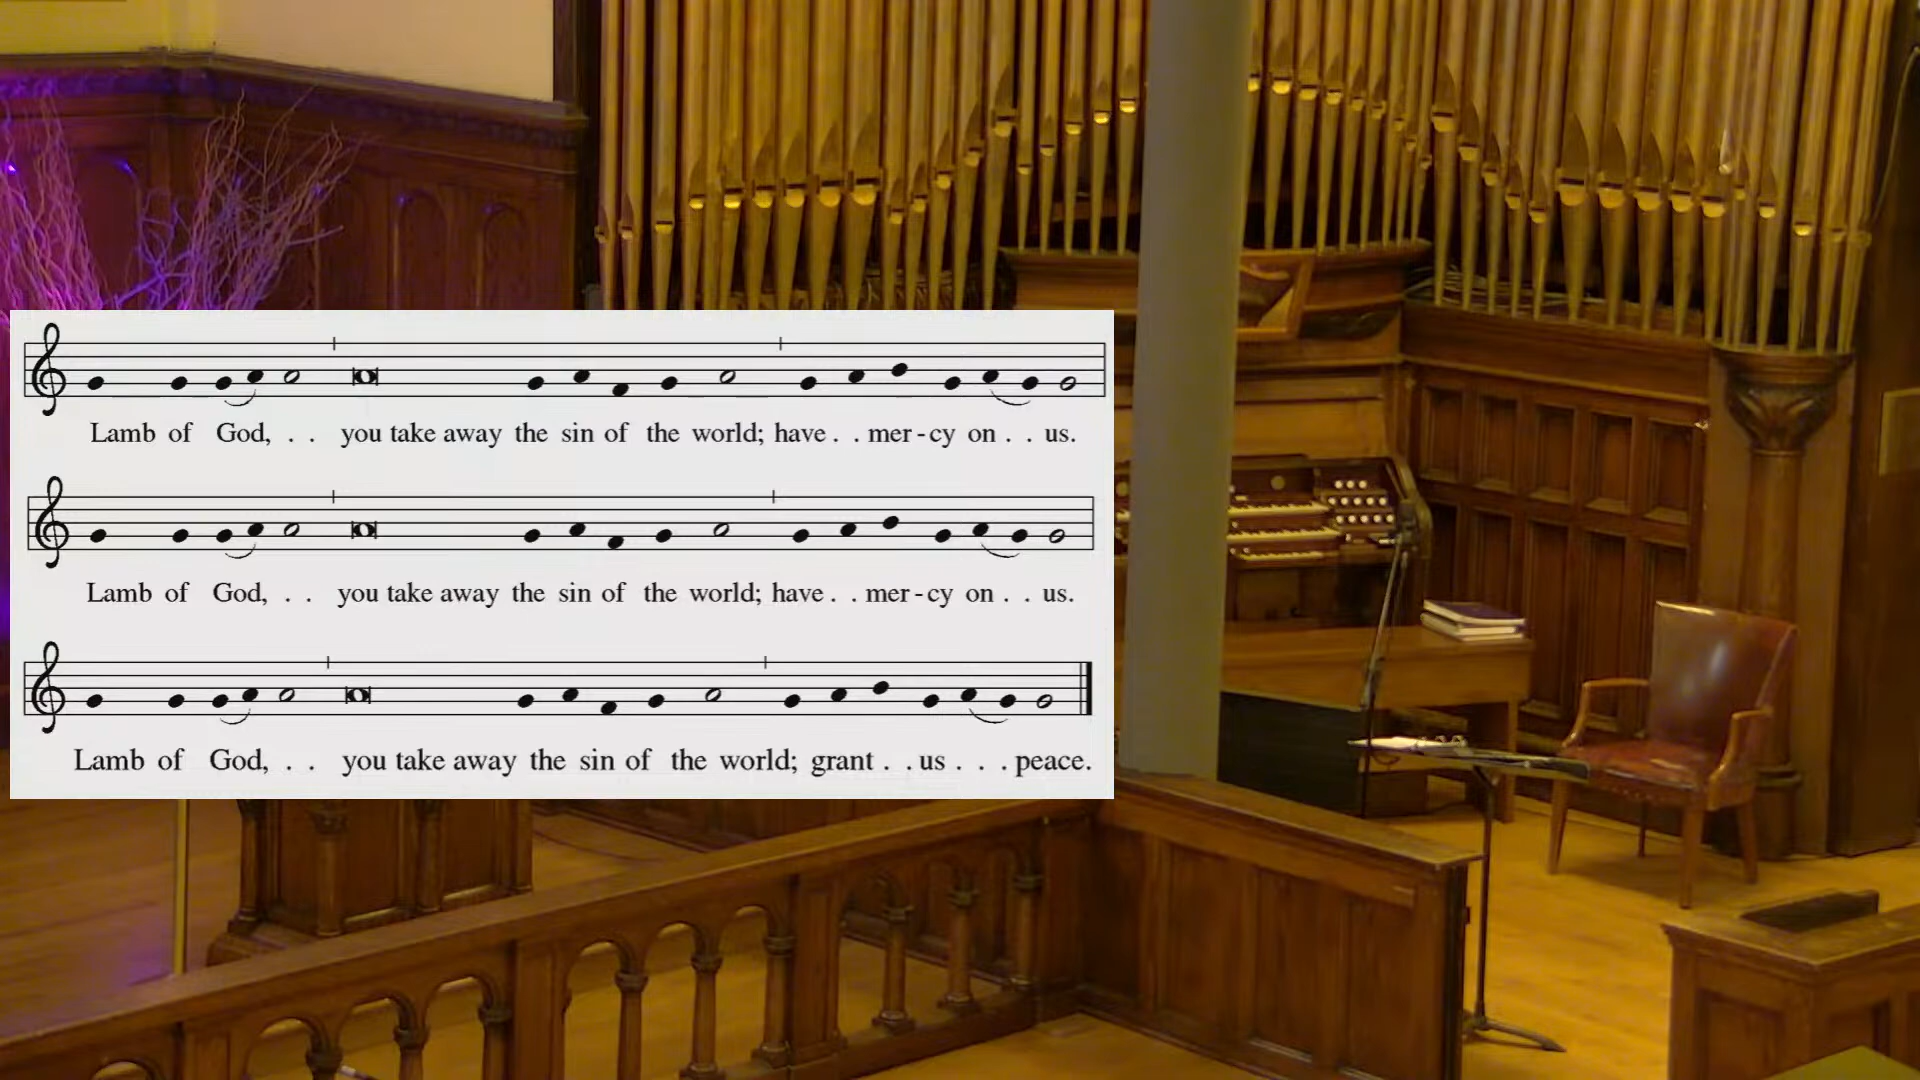 Lamb of God, . . you take away the sin of the world; have . . mer - cy on . . us.
Lamb of God, . . you take away the sin of the world; have . . mer - cy on . . us.
Lamb of God, . . you take away the sin of the world; grant . . us . . . peace.